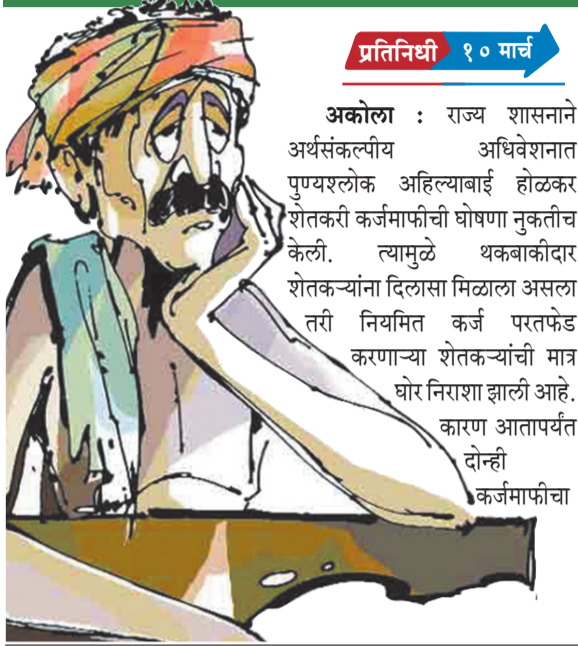 प्रतिनिधी १० मार्च
अकोला : राज्य शासनाने
अर्थसंकल्पीय अधिवेशनात
पुण्यश्लोक अहिल्याबाई होळकर
शेतकरी कर्जमाफीची घोषणा नुकतीच
केली. त्यामुळे थकबाकीदार
शेतकऱ्यांना दिलासा मिळाला असला
तरी नियमित कर्ज परतफेड
करणाऱ्या शेतकऱ्यांची मात्र
घोर निराशा झाली आहे.
कारण आतापर्यंत
दोन्ही
कर्जमाफीचा